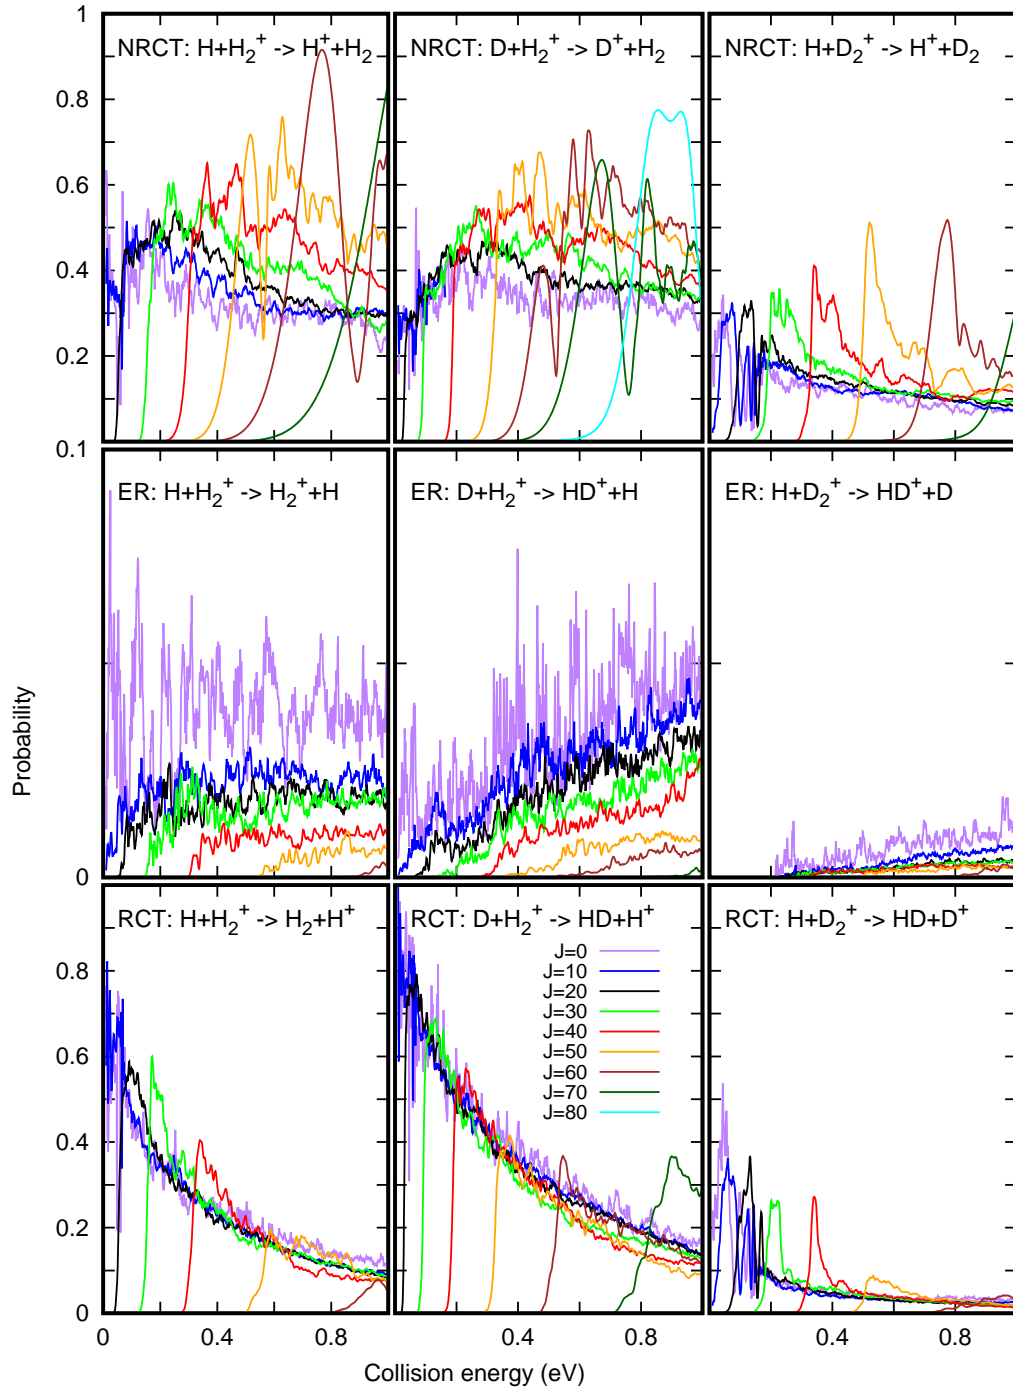 1
NRCT: H+H₂⁺ -> H⁺+H₂
NRCT: D+H₂⁺ -> D⁺+H₂
NRCT: H+D₂⁺ -> H⁺+D₂
0.8
0.6
0.4
0.2
0.1
ER: H+H₂⁺ -> H₂⁺+H
ER: D+H₂⁺ -> HD⁺+H
ER: H+D₂⁺ -> HD⁺+D
Probability
0
RCT: H+H₂⁺ -> H₂+H⁺
RCT: D+H₂⁺ -> HD+H⁺
RCT: H+D₂⁺ -> HD+D⁺
J=0
J=10
J=20
J=30
J=40
J=50
J=60
J=70
J=80
0.8
0.6
0.4
0.2
0
0 0.4 0.8 0.4 0.8 0.4 0.8
Collision energy (eV)